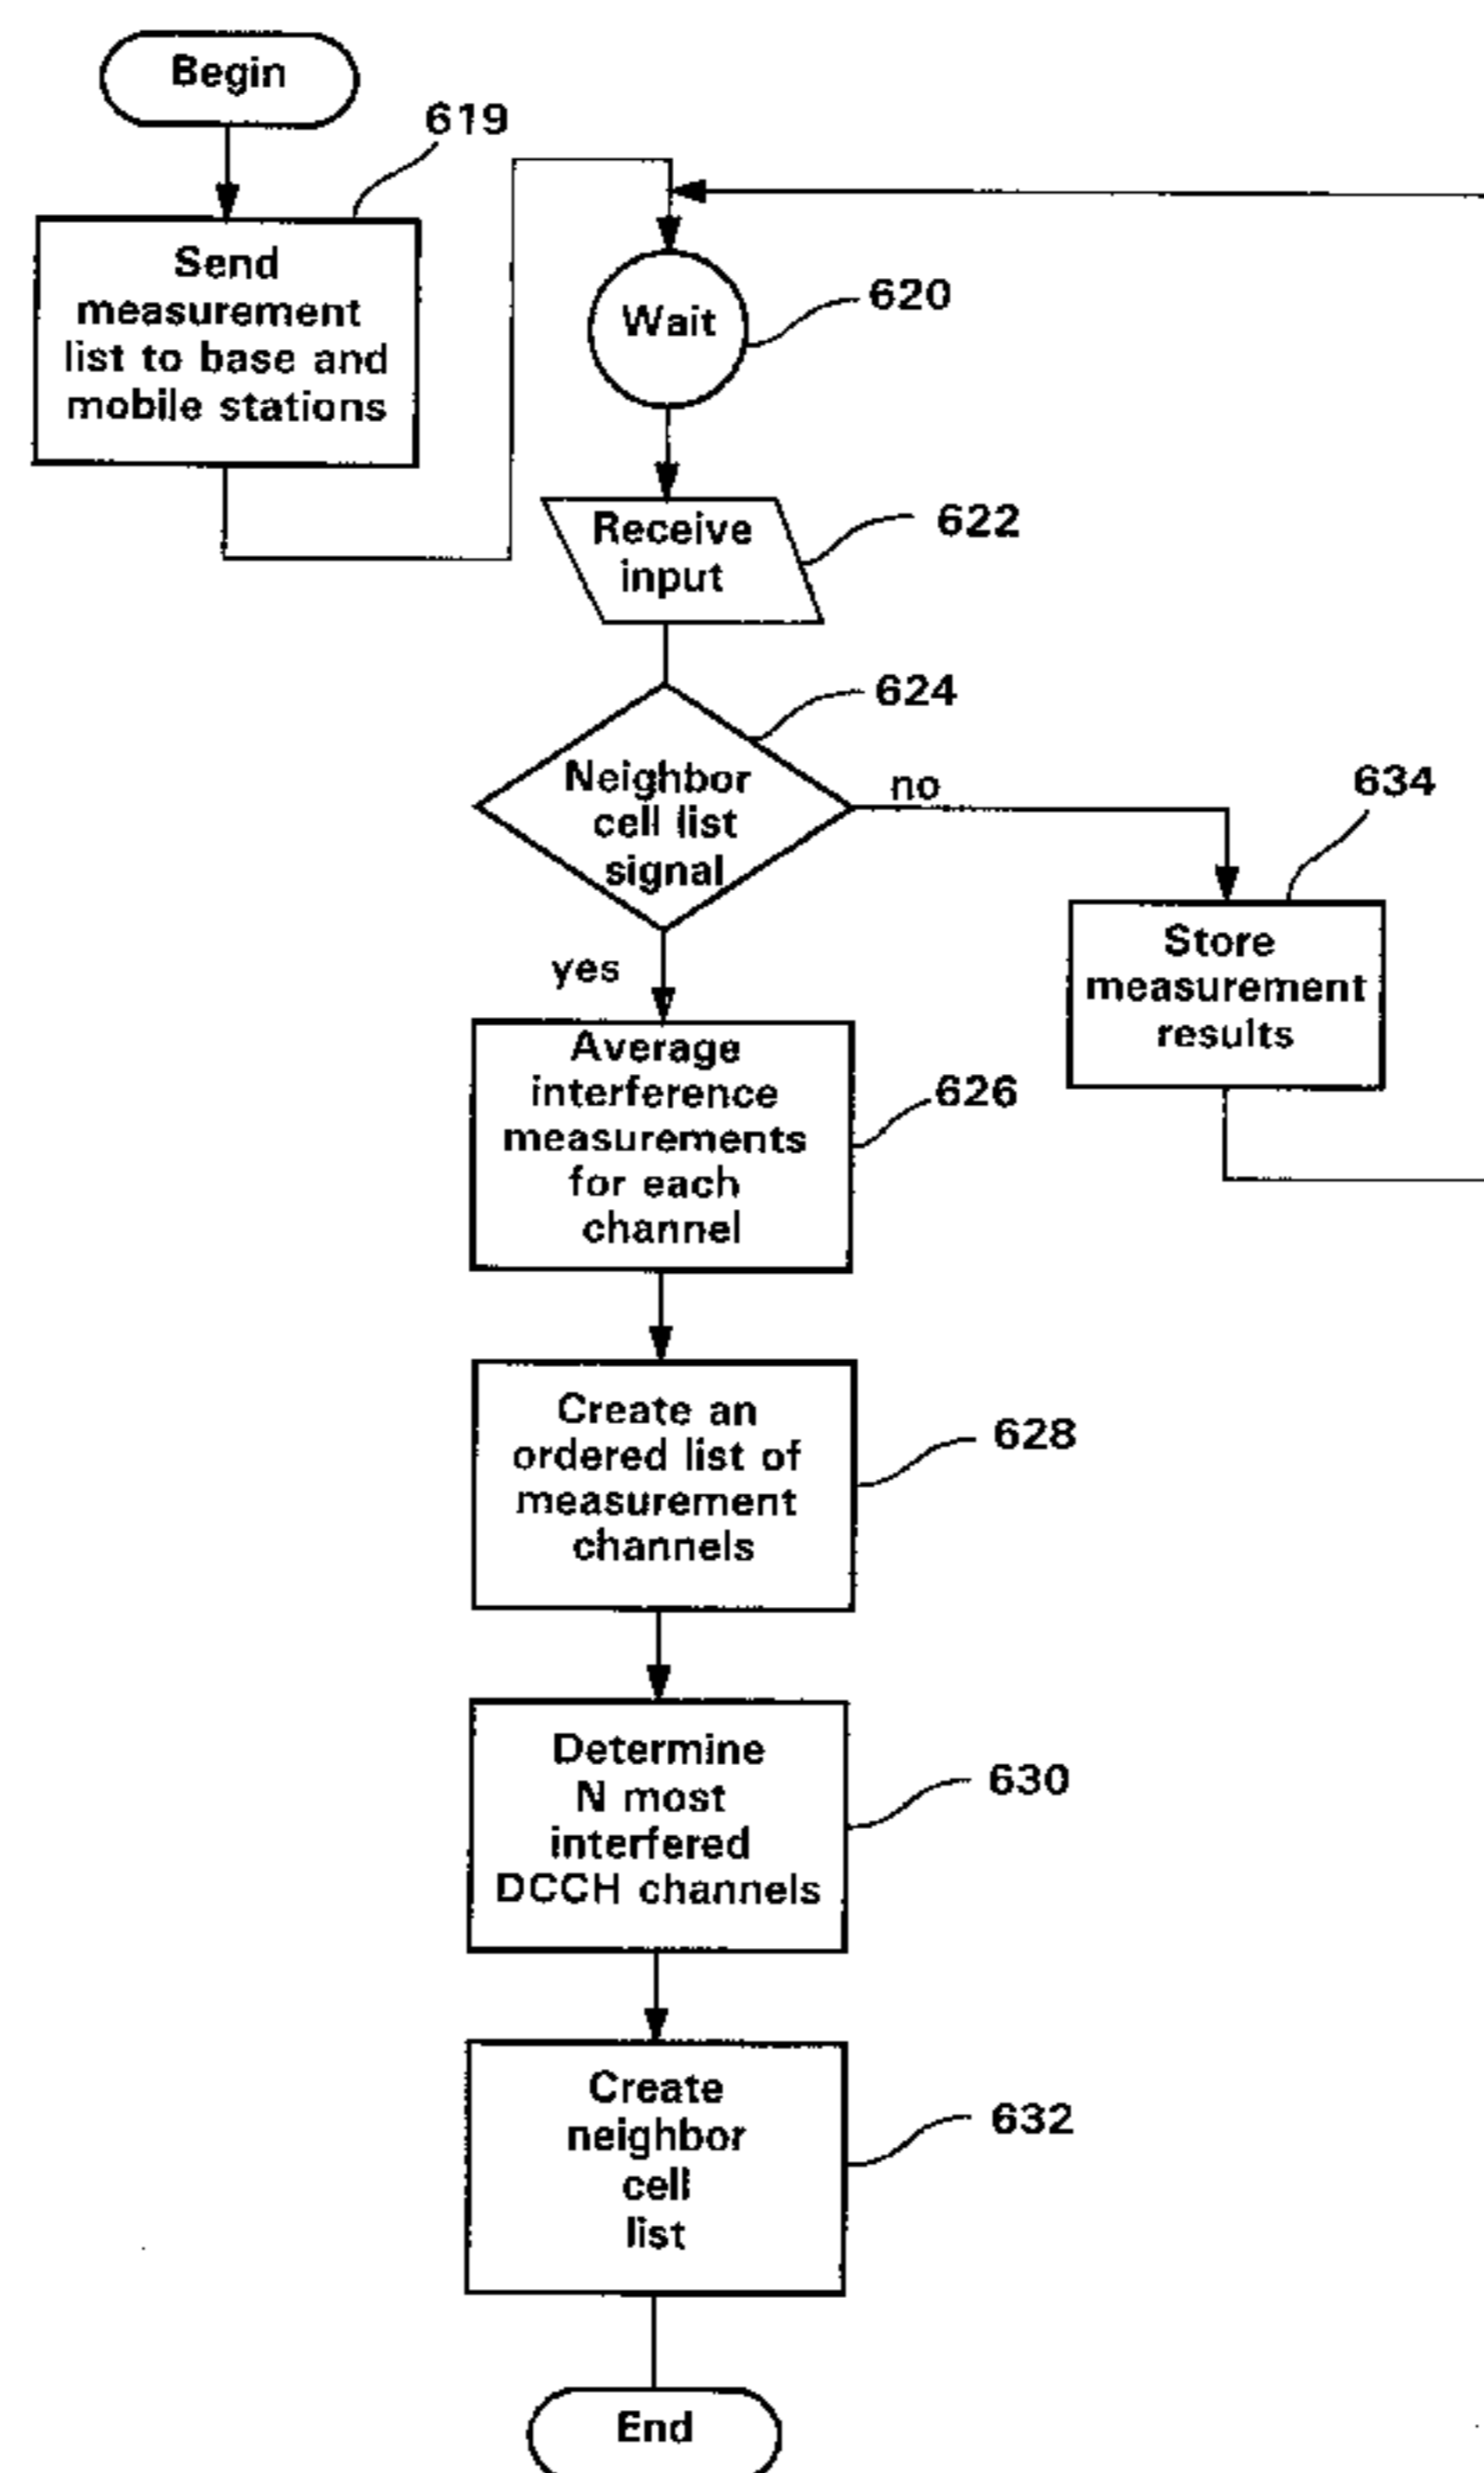 Begin
619
Send
measurement
list to base and
mobile stations
Wait
620
Receive
input
622
624
Neighbor
cell list
signal
no
634
Store
measurement
results
yes
Average
interference
measurements
for each
channel
626
Create an
ordered list of
measurement
channels
628
Determine
N most
interfered
DCCH channels
630
Create
neighbor
cell
list
632
End